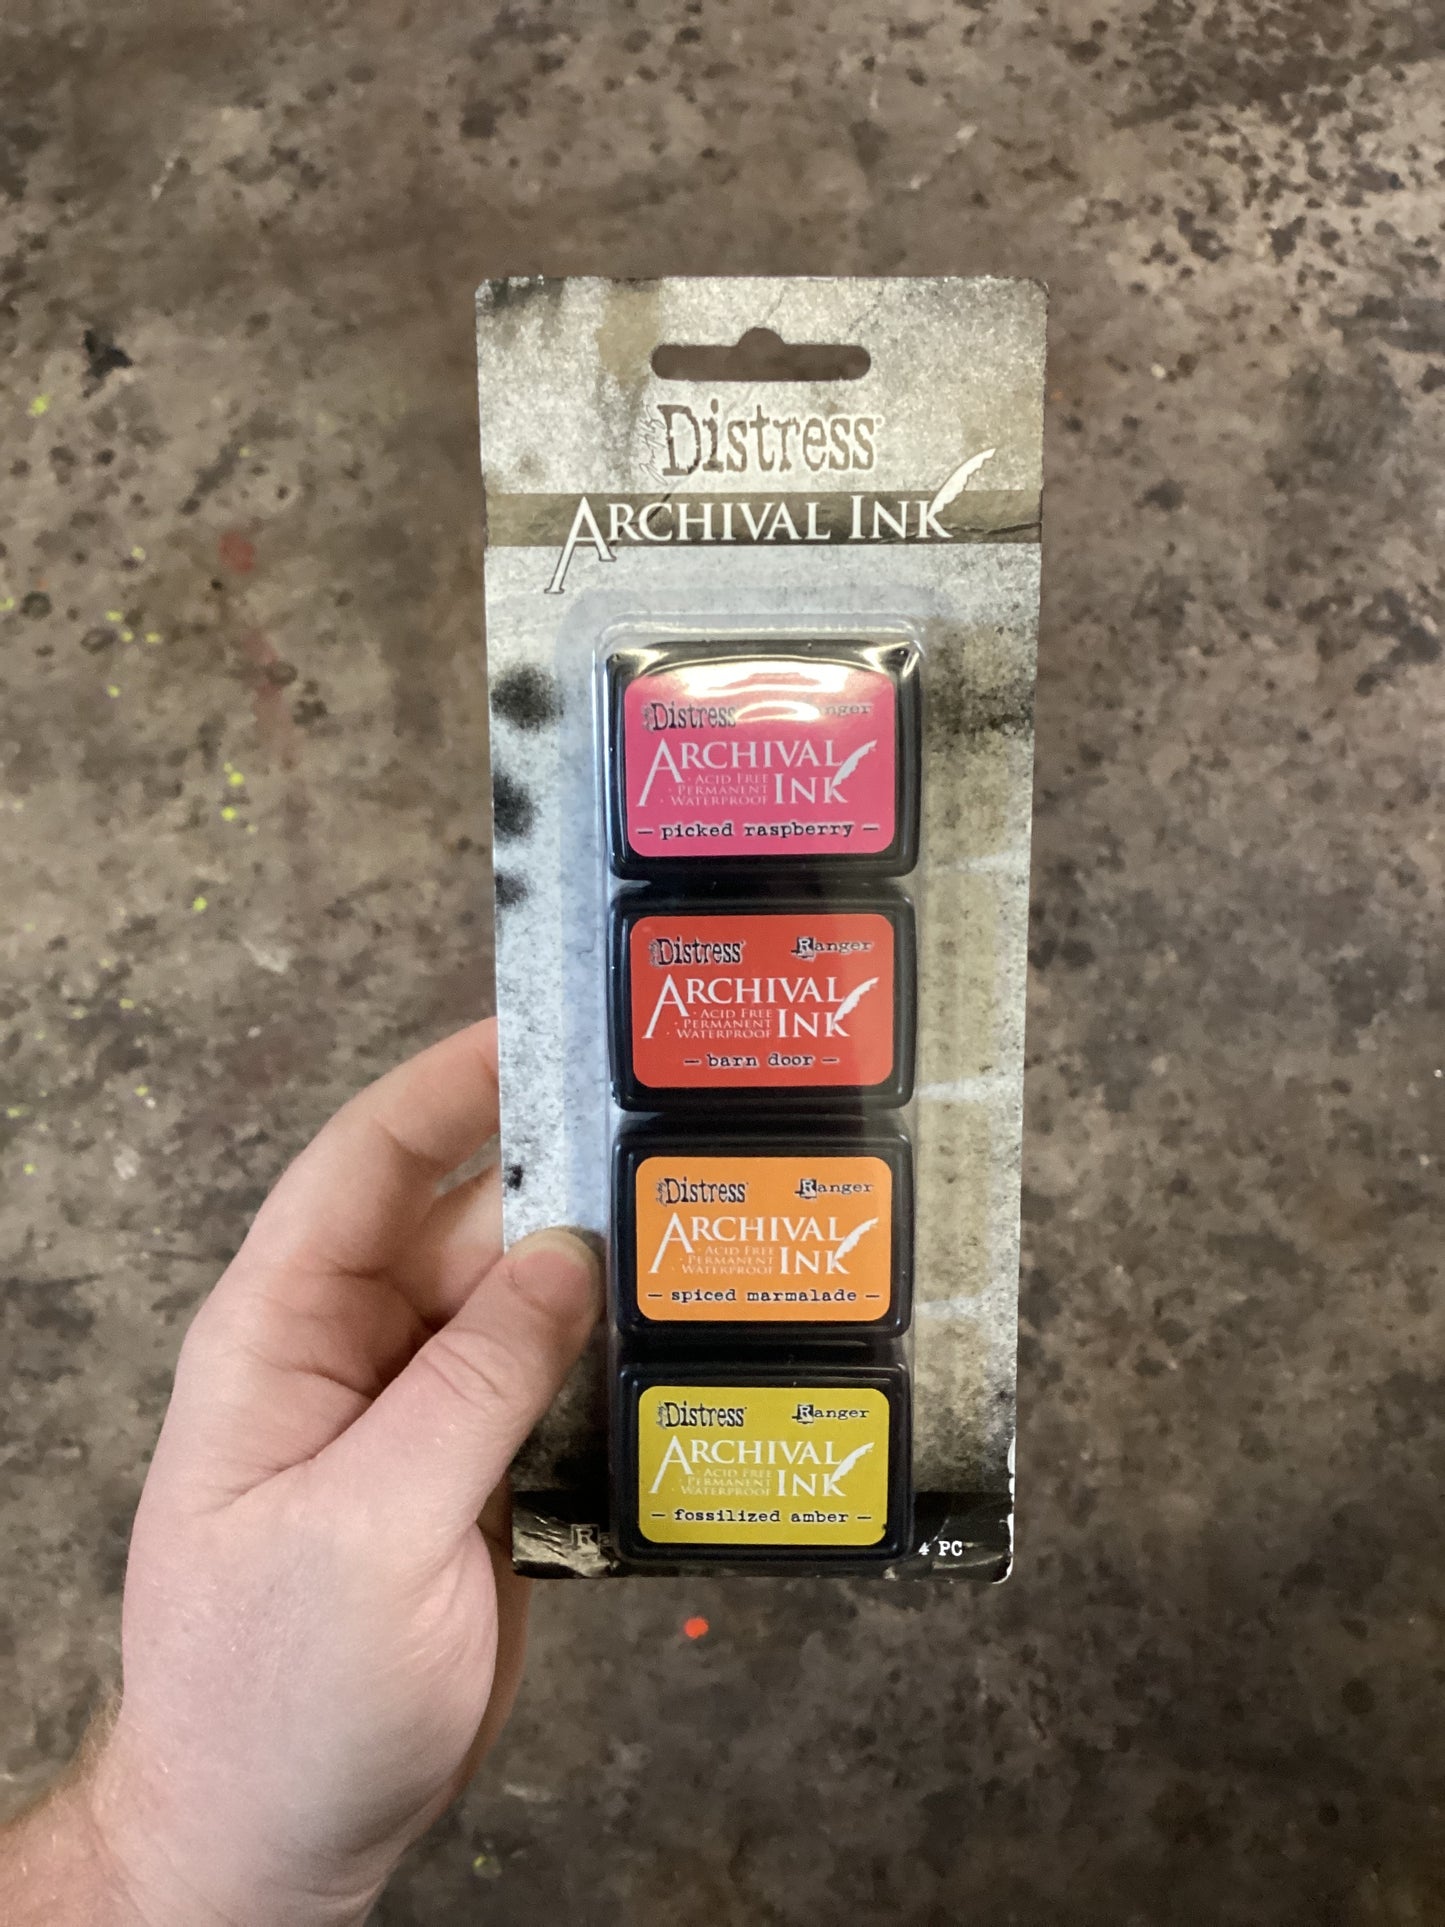 Distress
ARCHIVAL INK
Distress
ARCHIVAL INK
· ACID FREE
· PERMANENT
· WATERPROOF
— picked raspberry —
Distress Ranger
ARCHIVAL INK
· ACID FREE
· PERMANENT
· WATERPROOF
— barn door —
Distress Ranger
ARCHIVAL INK
· ACID FREE
· PERMANENT
· WATERPROOF
— spiced marmalade —
Distress Ranger
ARCHIVAL INK
· ACID FREE
· PERMANENT
· WATERPROOF
— fossilized amber —
4 PC